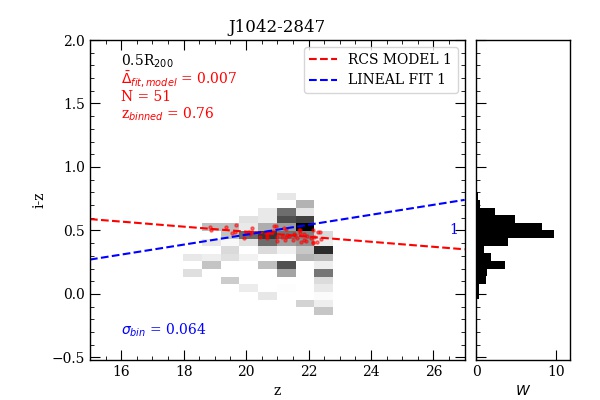 J1042-2847
2.0
1.5
1.0
0.5
0.0
−0.5
i-z
0.5R200
Δ̄fit,model = 0.007
N = 51
zbinned = 0.76
RCS MODEL 1
LINEAL FIT 1
1
σbin = 0.064
16 18 20 22 24 26
z
0 10
W